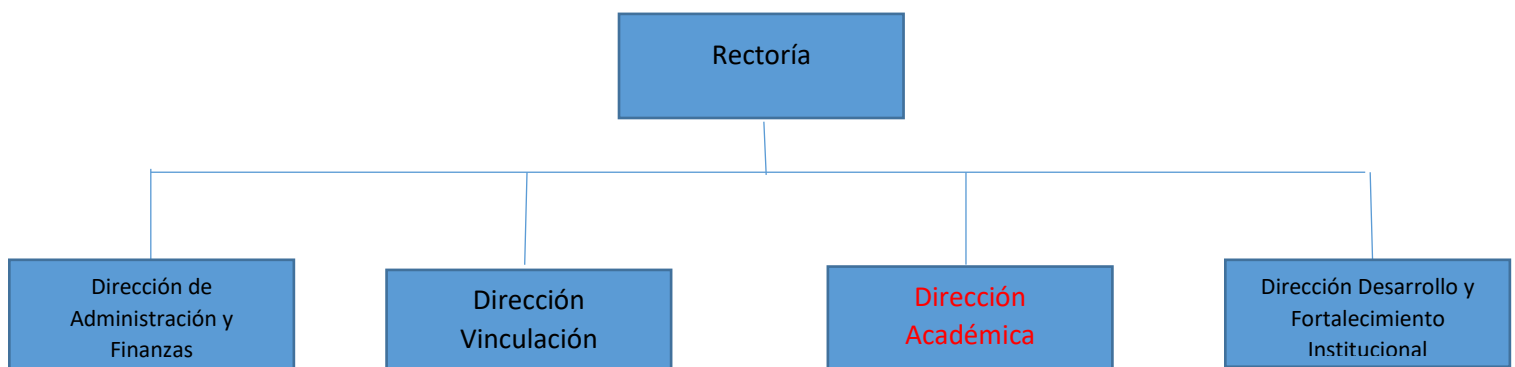 Rectoría
Dirección de
Administración y
Finanzas
Dirección
Vinculación
Dirección
Académica
Dirección Desarrollo y
Fortalecimiento
Institucional